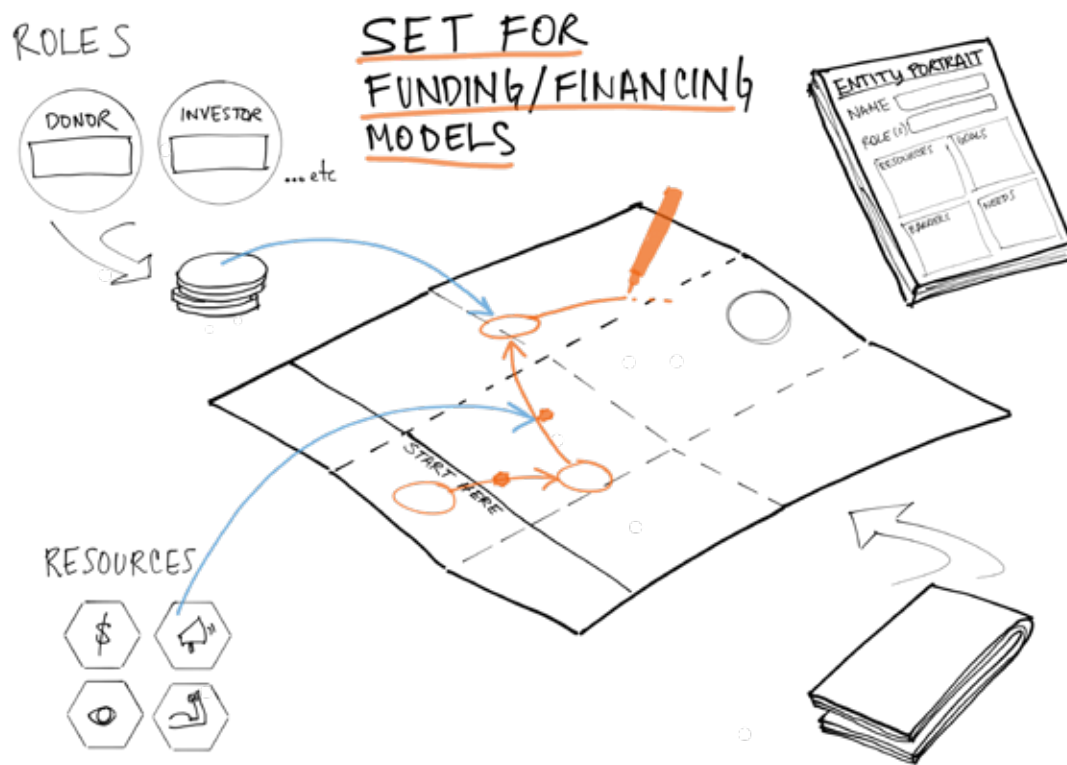 ROLES
DONOR
INVESTOR
...etc
SET FOR
FUNDING/FINANCING
MODELS
ENTITY PORTRAIT
NAME
ROLE(S)
RESOURCES
GOALS
BARRIERS
NEEDS
START HERE
RESOURCES
$